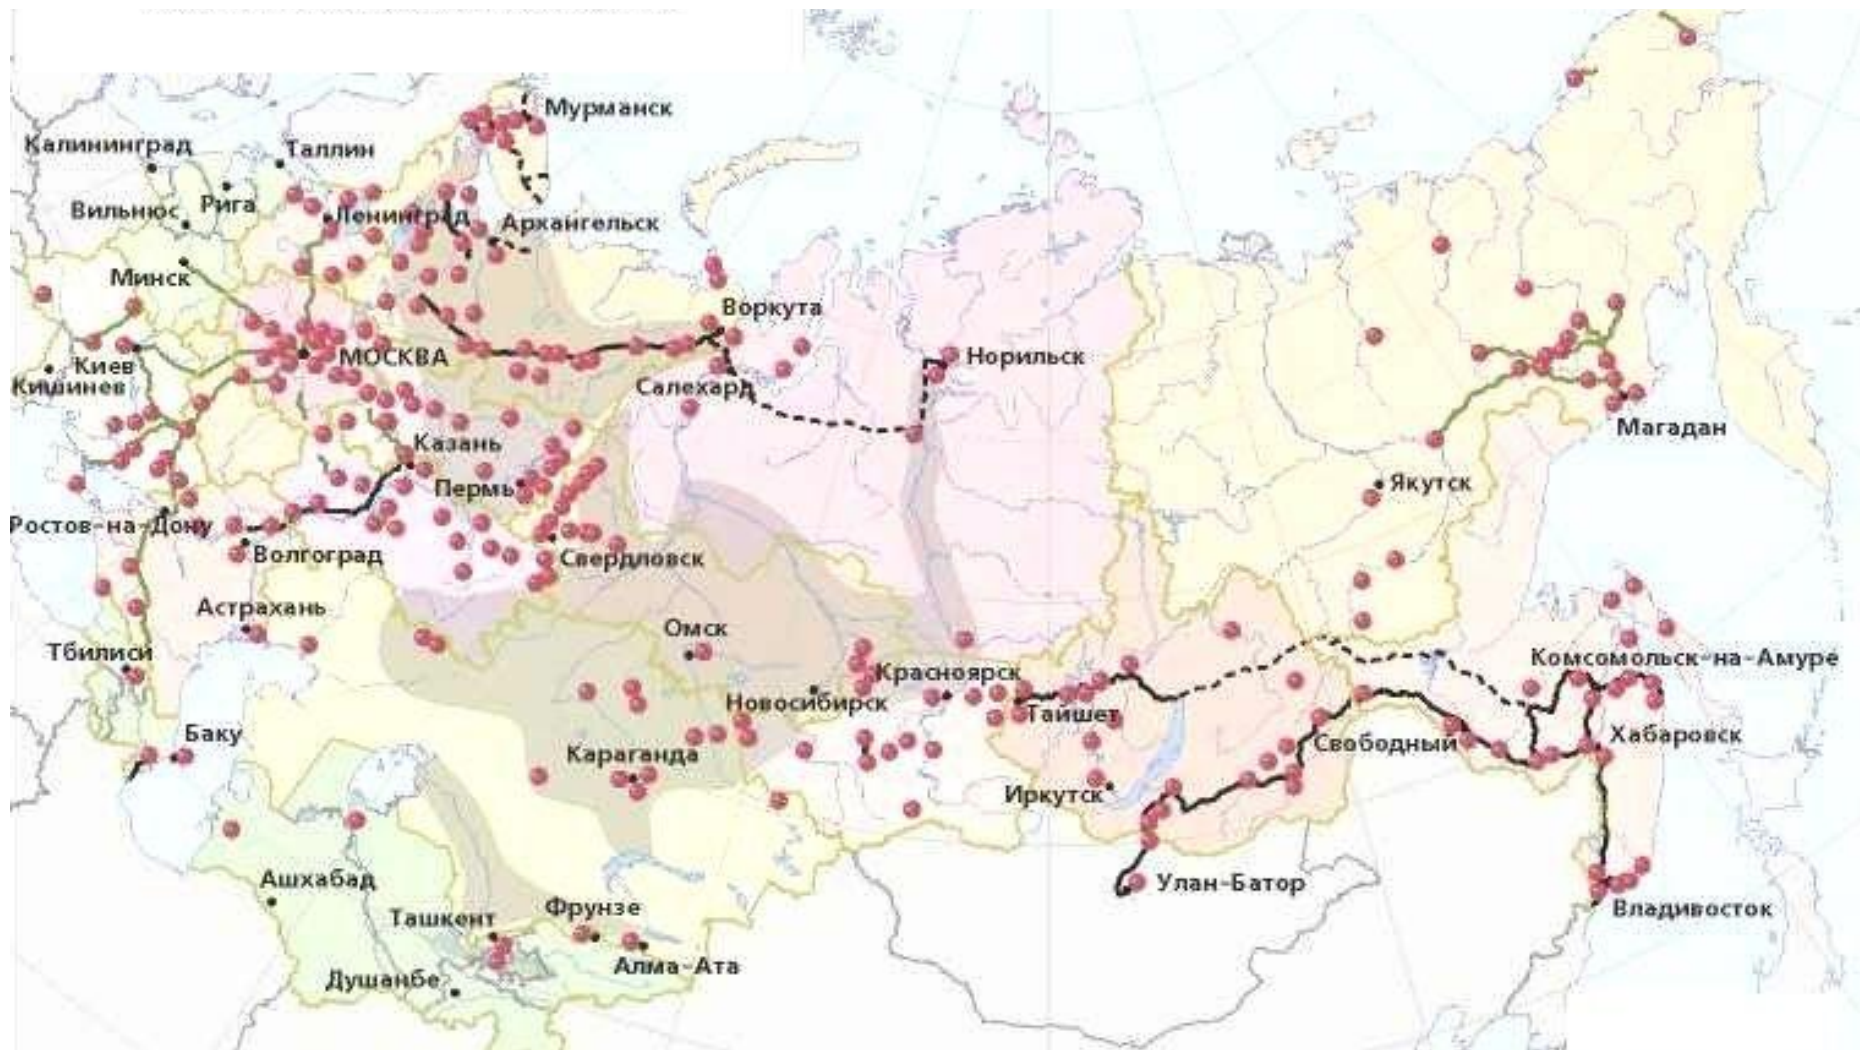 Мурманск
Калининград
Таллин
Вильнюс
Рига
Ленинград
Архангельск
Минск
Воркута
Киев
МОСКВА
Норильск
Кишинев
Салехард
Магадан
Казань
Пермь
Якутск
Ростов-на-Дону
Волгоград
Свердловск
Астрахань
Омск
Тбилиси
Красноярск
Комсомольск-на-Амуре
Новосибирск
Тайшет
Баку
Караганда
Свободный
Хабаровск
Иркутск
Ашхабад
Улан-Батор
Фрунзе
Ташкент
Владивосток
Алма-Ата
Душанбе